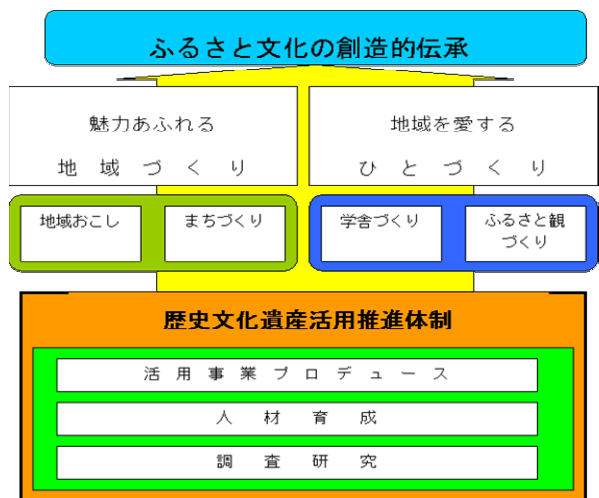 ふるさと文化の創造的伝承
魅力あふれる
地域づくり
地域を愛する
ひとづくり
地域おこし
まちづくり
学舎づくり
ふるさと観
づくり
歴史文化遺産活用推進体制
活用事業プロデュース
人材育成
調査研究